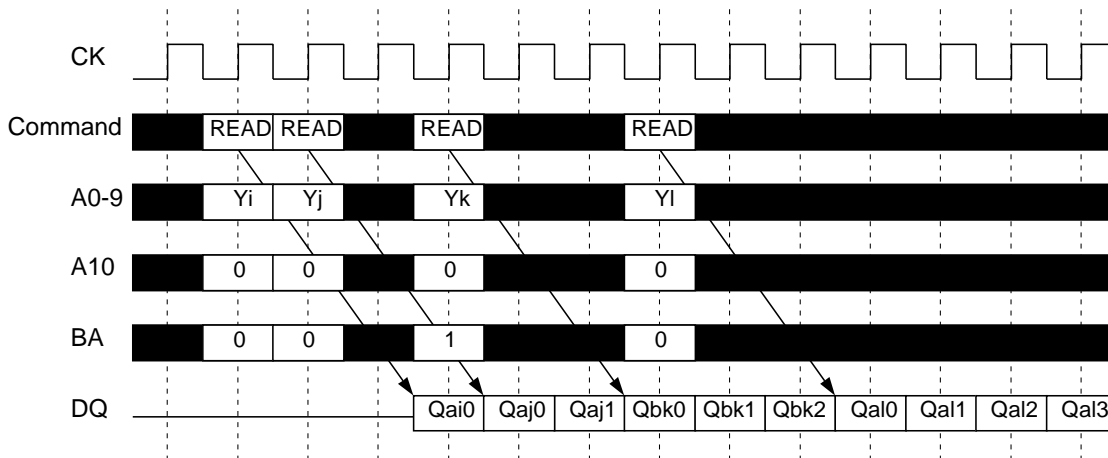 CK
Command READ READ READ READ
A0-9 Yi Yj Yk Yl
A10 0 0 0 0
BA 0 0 1 0
DQ Qai0 Qaj0 Qaj1 Qbk0 Qbk1 Qbk2 Qal0 Qal1 Qal2 Qal3